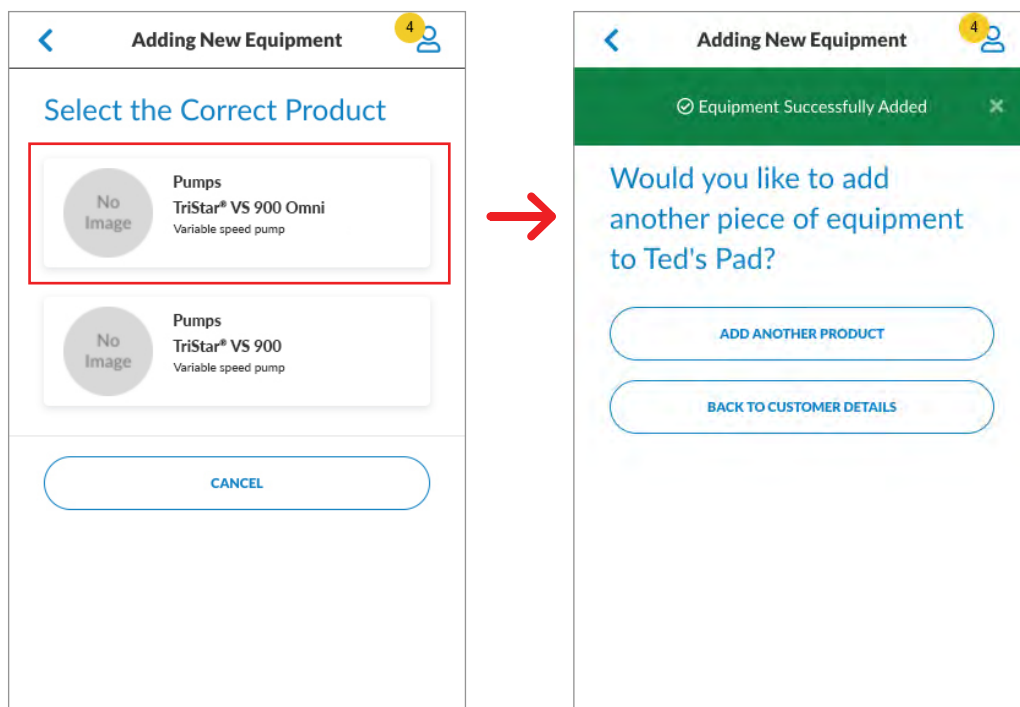 Adding New Equipment
4
Select the Correct Product
No
Image
Pumps
TriStar® VS 900 Omni
Variable speed pump
No
Image
Pumps
TriStar® VS 900
Variable speed pump
CANCEL
Adding New Equipment
4
Equipment Successfully Added
Would you like to add
another piece of equipment
to Ted's Pad?
ADD ANOTHER PRODUCT
BACK TO CUSTOMER DETAILS